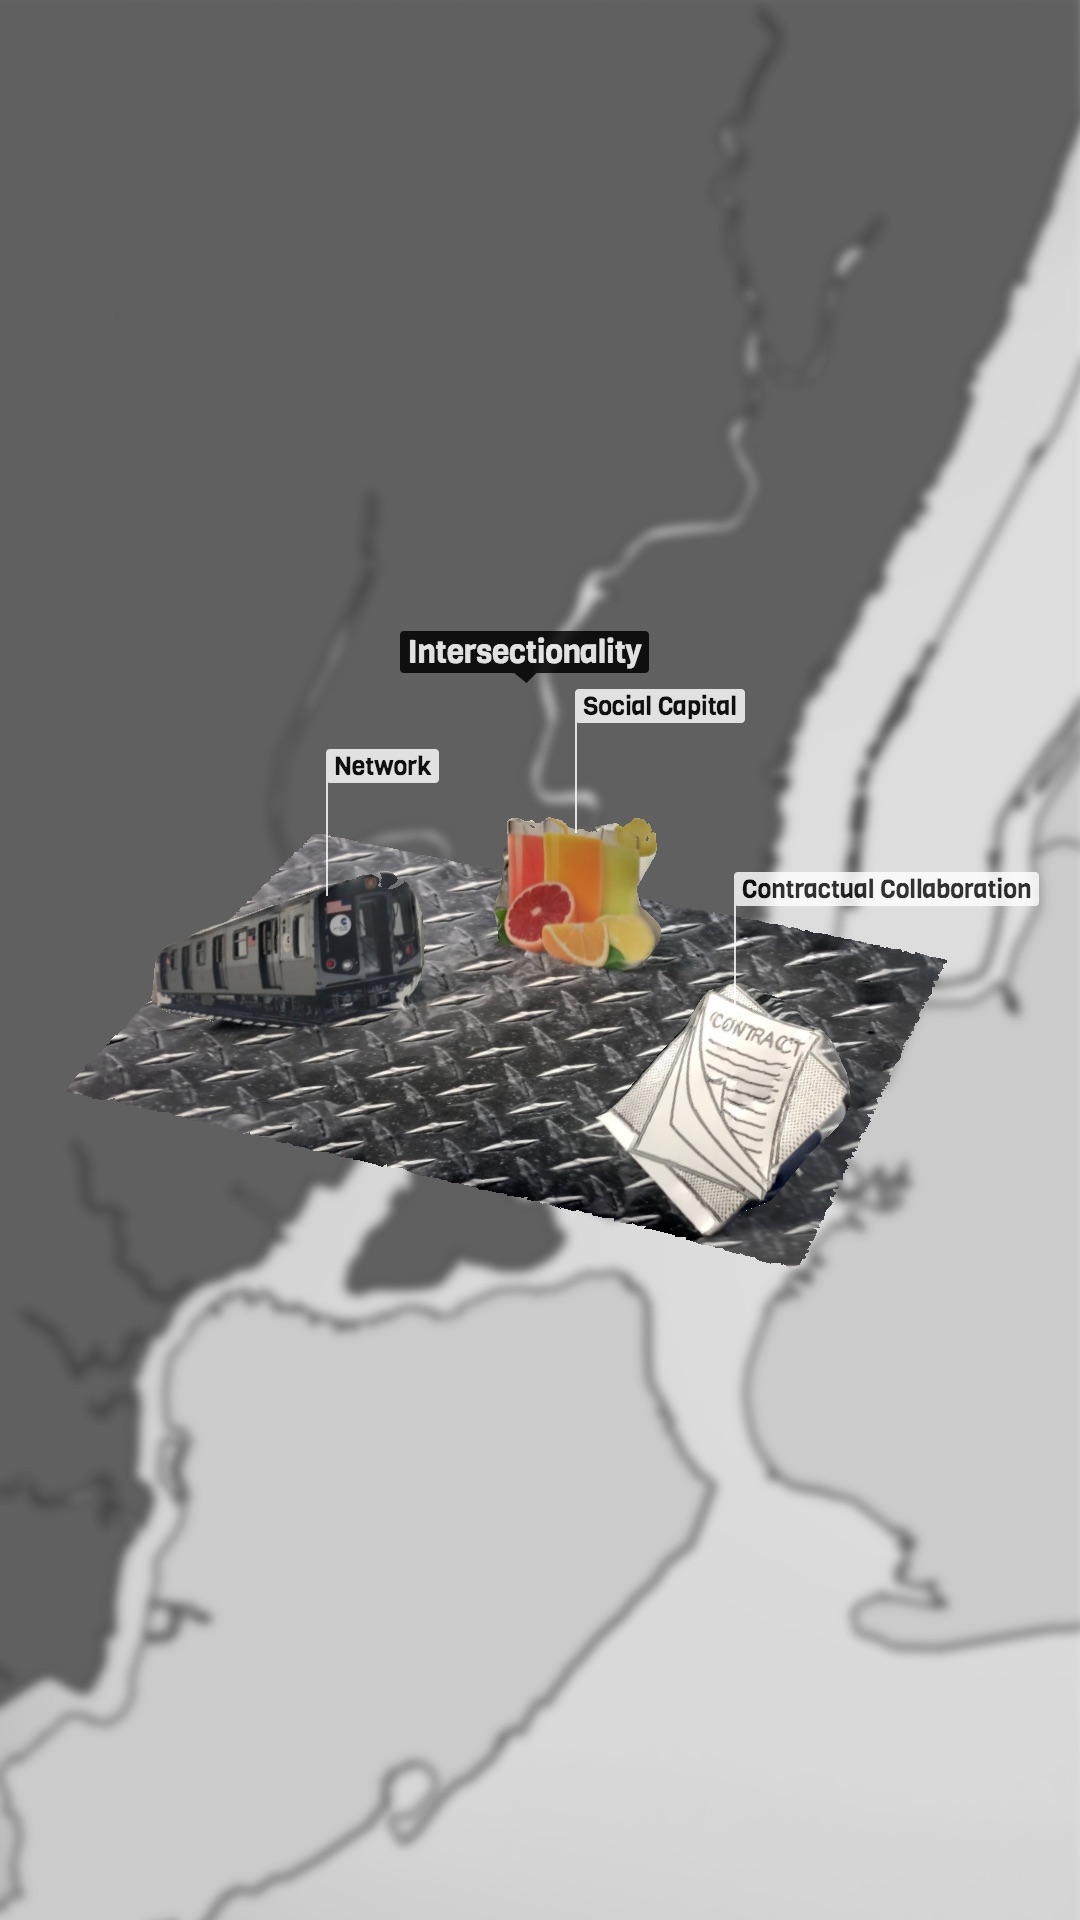 Intersectionality
Social Capital
Network
Contractual Collaboration
CONTRACT